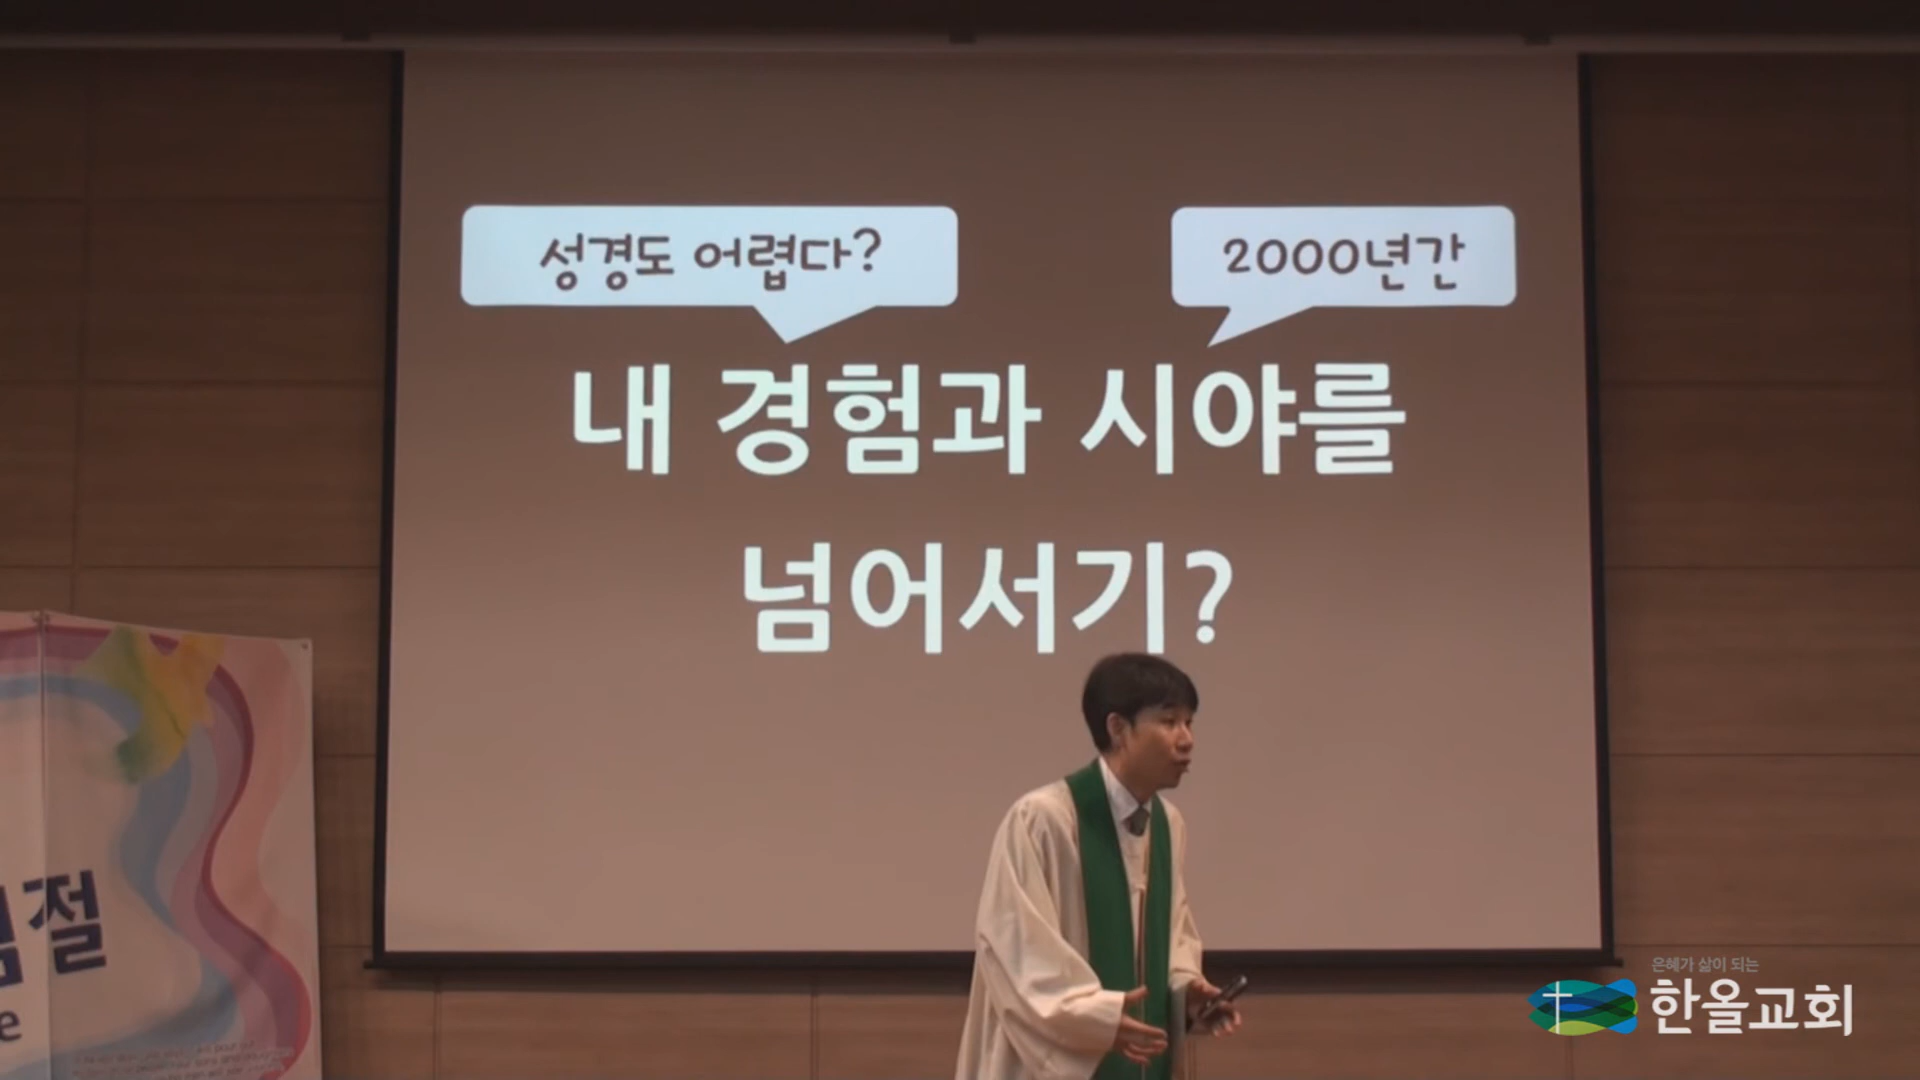 성경도 어렵다?
2000년간
내 경험과 시야를
넘어서기?
절
e
은혜가 삶이 되는
한올교회